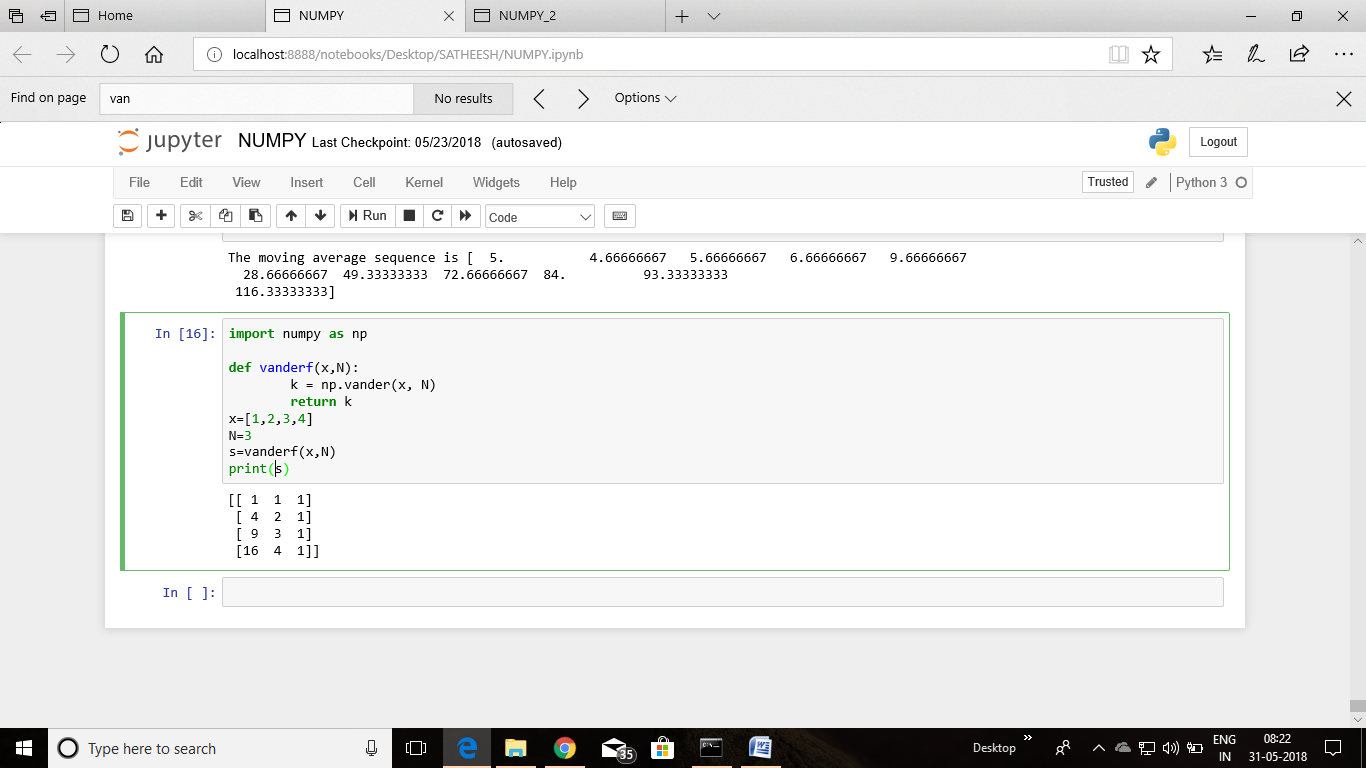 Home
NUMPY
NUMPY_2
localhost:8888/notebooks/Desktop/SATHEESH/NUMPY.ipynb
Find on page van No results Options
jupyter NUMPY Last Checkpoint: 05/23/2018 (autosaved) Logout
File Edit View Insert Cell Kernel Widgets Help Trusted Python 3
Run Code
The moving average sequence is [  5.           4.66666667   5.66666667   6.66666667   9.66666667
  28.66666667  49.33333333  72.66666667  84.          93.33333333
 116.33333333]
In [16]: import numpy as np
def vanderf(x,N):
        k = np.vander(x, N)
        return k
x=[1,2,3,4]
N=3
s=vanderf(x,N)
print(s)
[[ 1  1  1]
 [ 4  2  1]
 [ 9  3  1]
 [16  4  1]]
In [ ]:
Type here to search 35 Desktop ENG 08:22
IN 31-05-2018